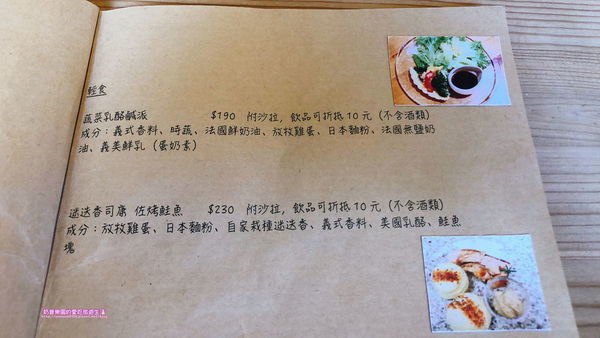 輕食
蔬菜乳酪鹹派 $190 附沙拉, 飲品可折抵10元(不含酒類)
成分：義式香料、時蔬、法國鮮奶油、放牧雞蛋、日本麵粉、法國無鹽奶
油、義美鮮乳(蛋奶素)
迷迭香司康 佐烤鮭魚 $230 附沙拉, 飲品可折抵10元(不含酒類)
成分：放牧雞蛋、日本麵粉、自家栽種迷迭香、義式香料、美國乳酪、鮭魚
塊